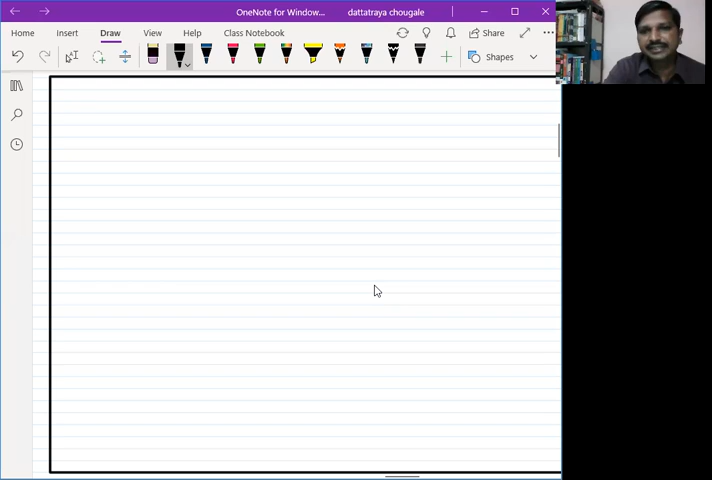 OneNote for Window...
dattatraya chougale
Home
Insert
Draw
View
Help
Class Notebook
Share
Shapes